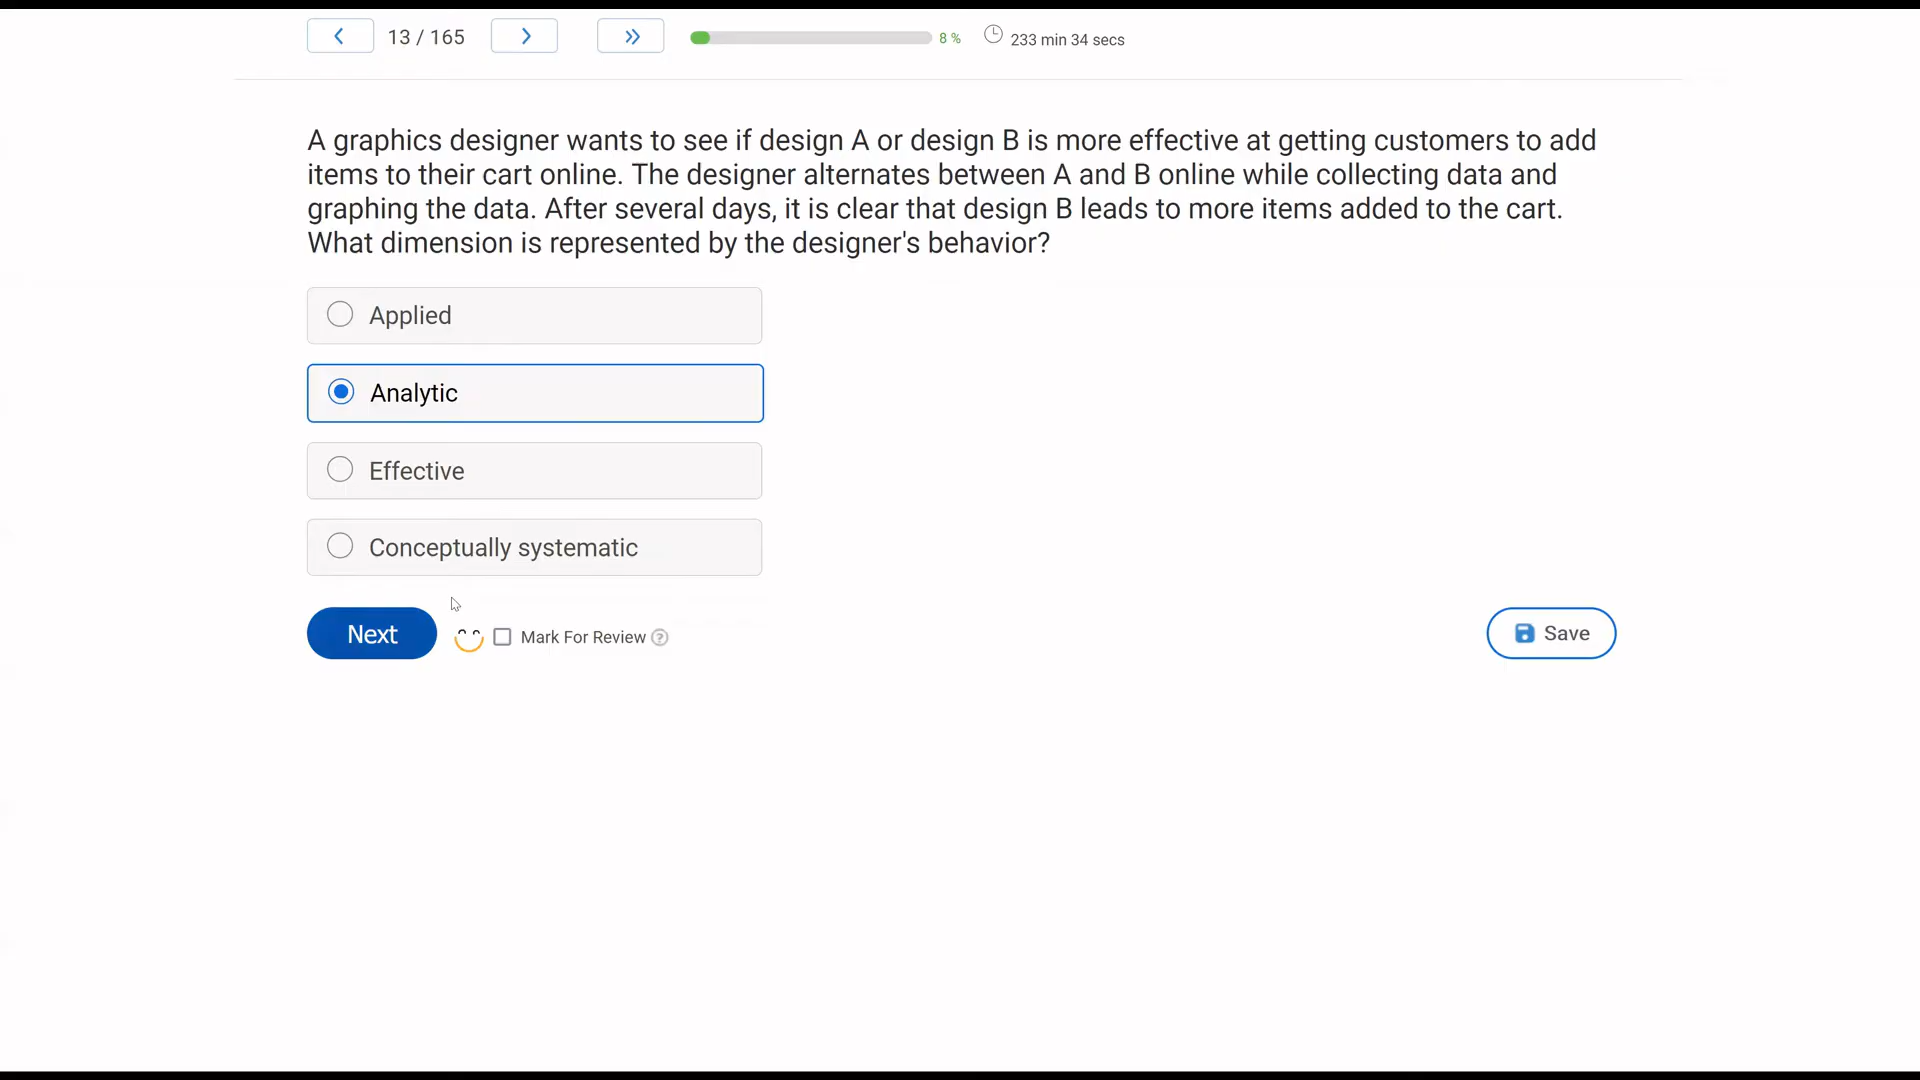 13 / 165
8 %
233 min 34 secs
A graphics designer wants to see if design A or design B is more effective at getting customers to add
items to their cart online. The designer alternates between A and B online while collecting data and
graphing the data. After several days, it is clear that design B leads to more items added to the cart.
What dimension is represented by the designer's behavior?
Applied
Analytic
Effective
Conceptually systematic
Next
Mark For Review ?
Save